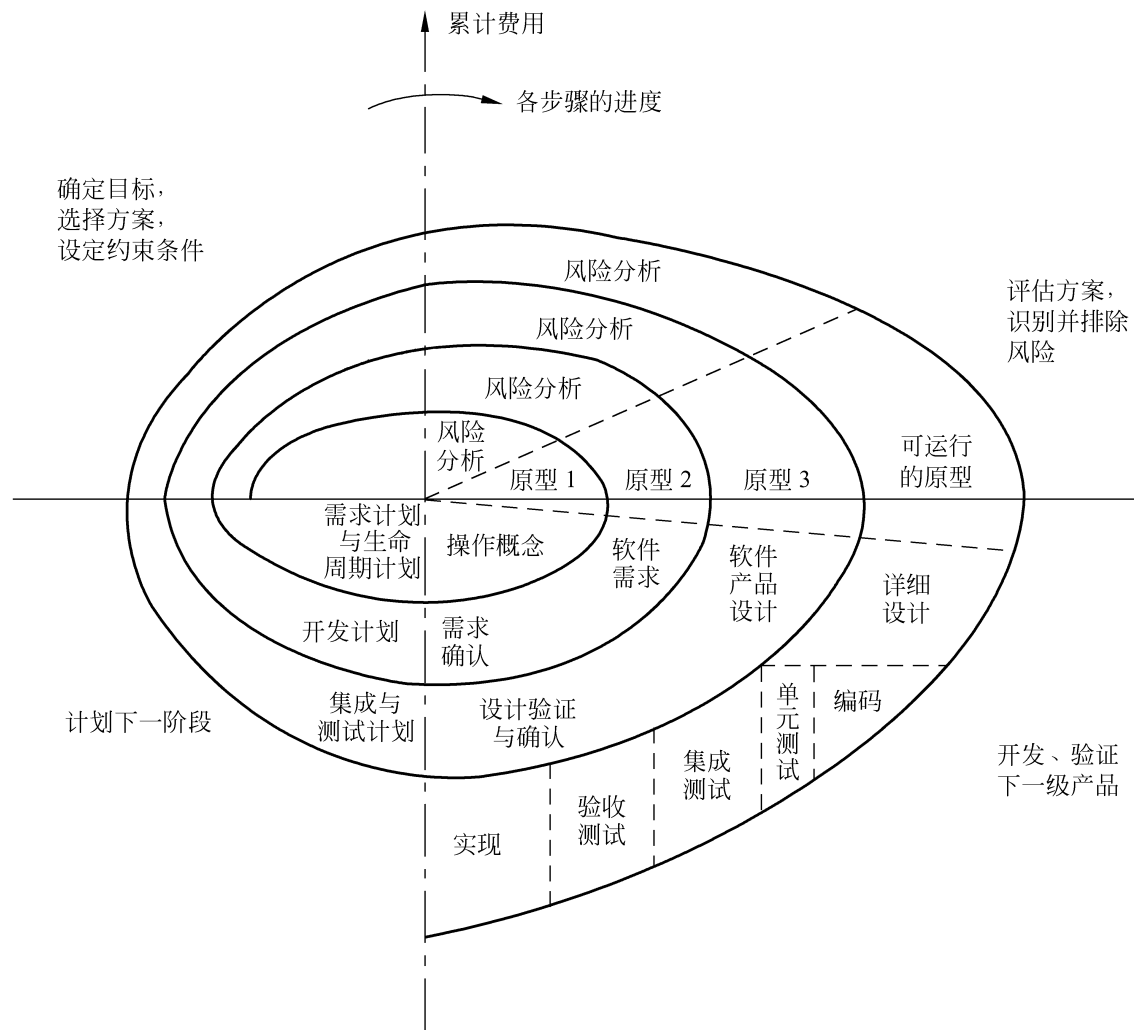 累计费用
各步骤的进度
确定目标,
选择方案,
设定约束条件
风险分析
评估方案,
识别并排除
风险
风险分析
风险分析
风险
分析
可运行
的原型
原型 1
原型 2
原型 3
需求计划
与生命
周期计划
操作概念
软件
需求
软件
产品
设计
详细
设计
开发计划
需求
确认
集成与
测试计划
设计验证
与确认
单
元
测
试
编码
计划下一阶段
集成
测试
开发、验证
下一级产品
验收
测试
实现